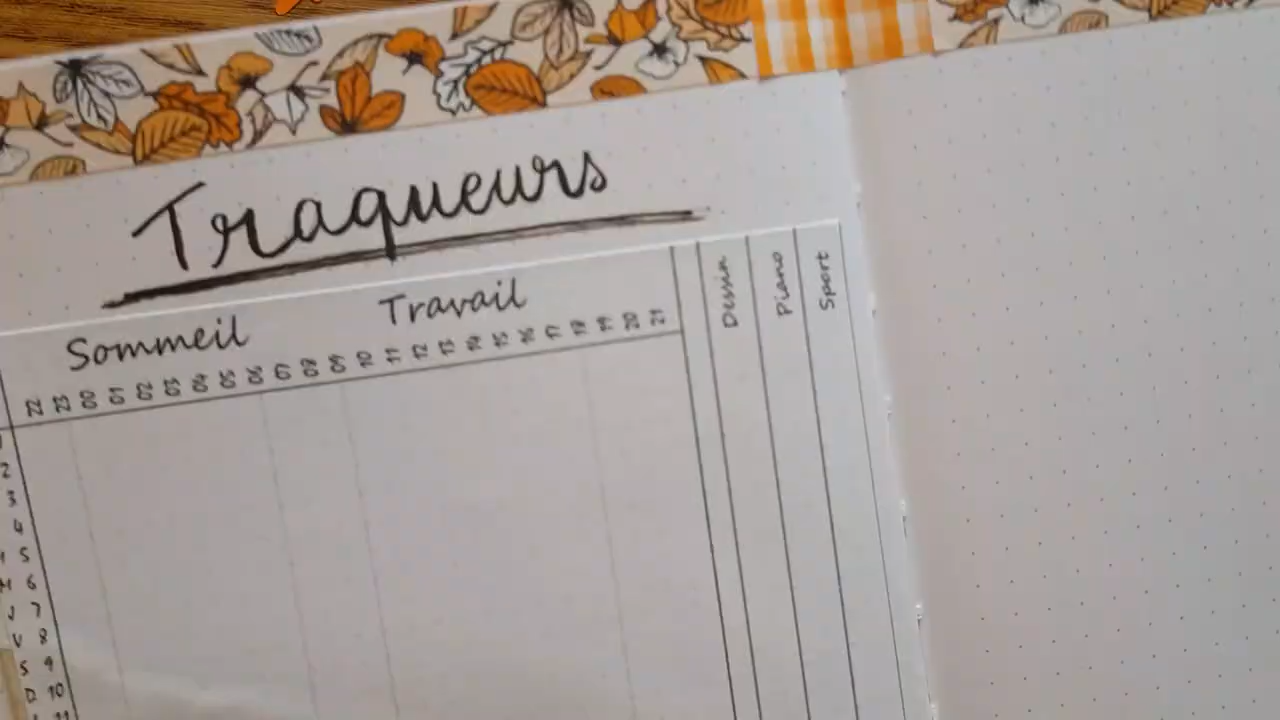 Traqueurs
Sommeil Travail Dessin Piano Sport
22 23 00 01 02 03 04 05 06 07 08 09 10 11 12 13 14 15 16 17 18 19 20 21
1
2
3
4
5
M 6
J 7
V 8
S 9
D 10
L 11